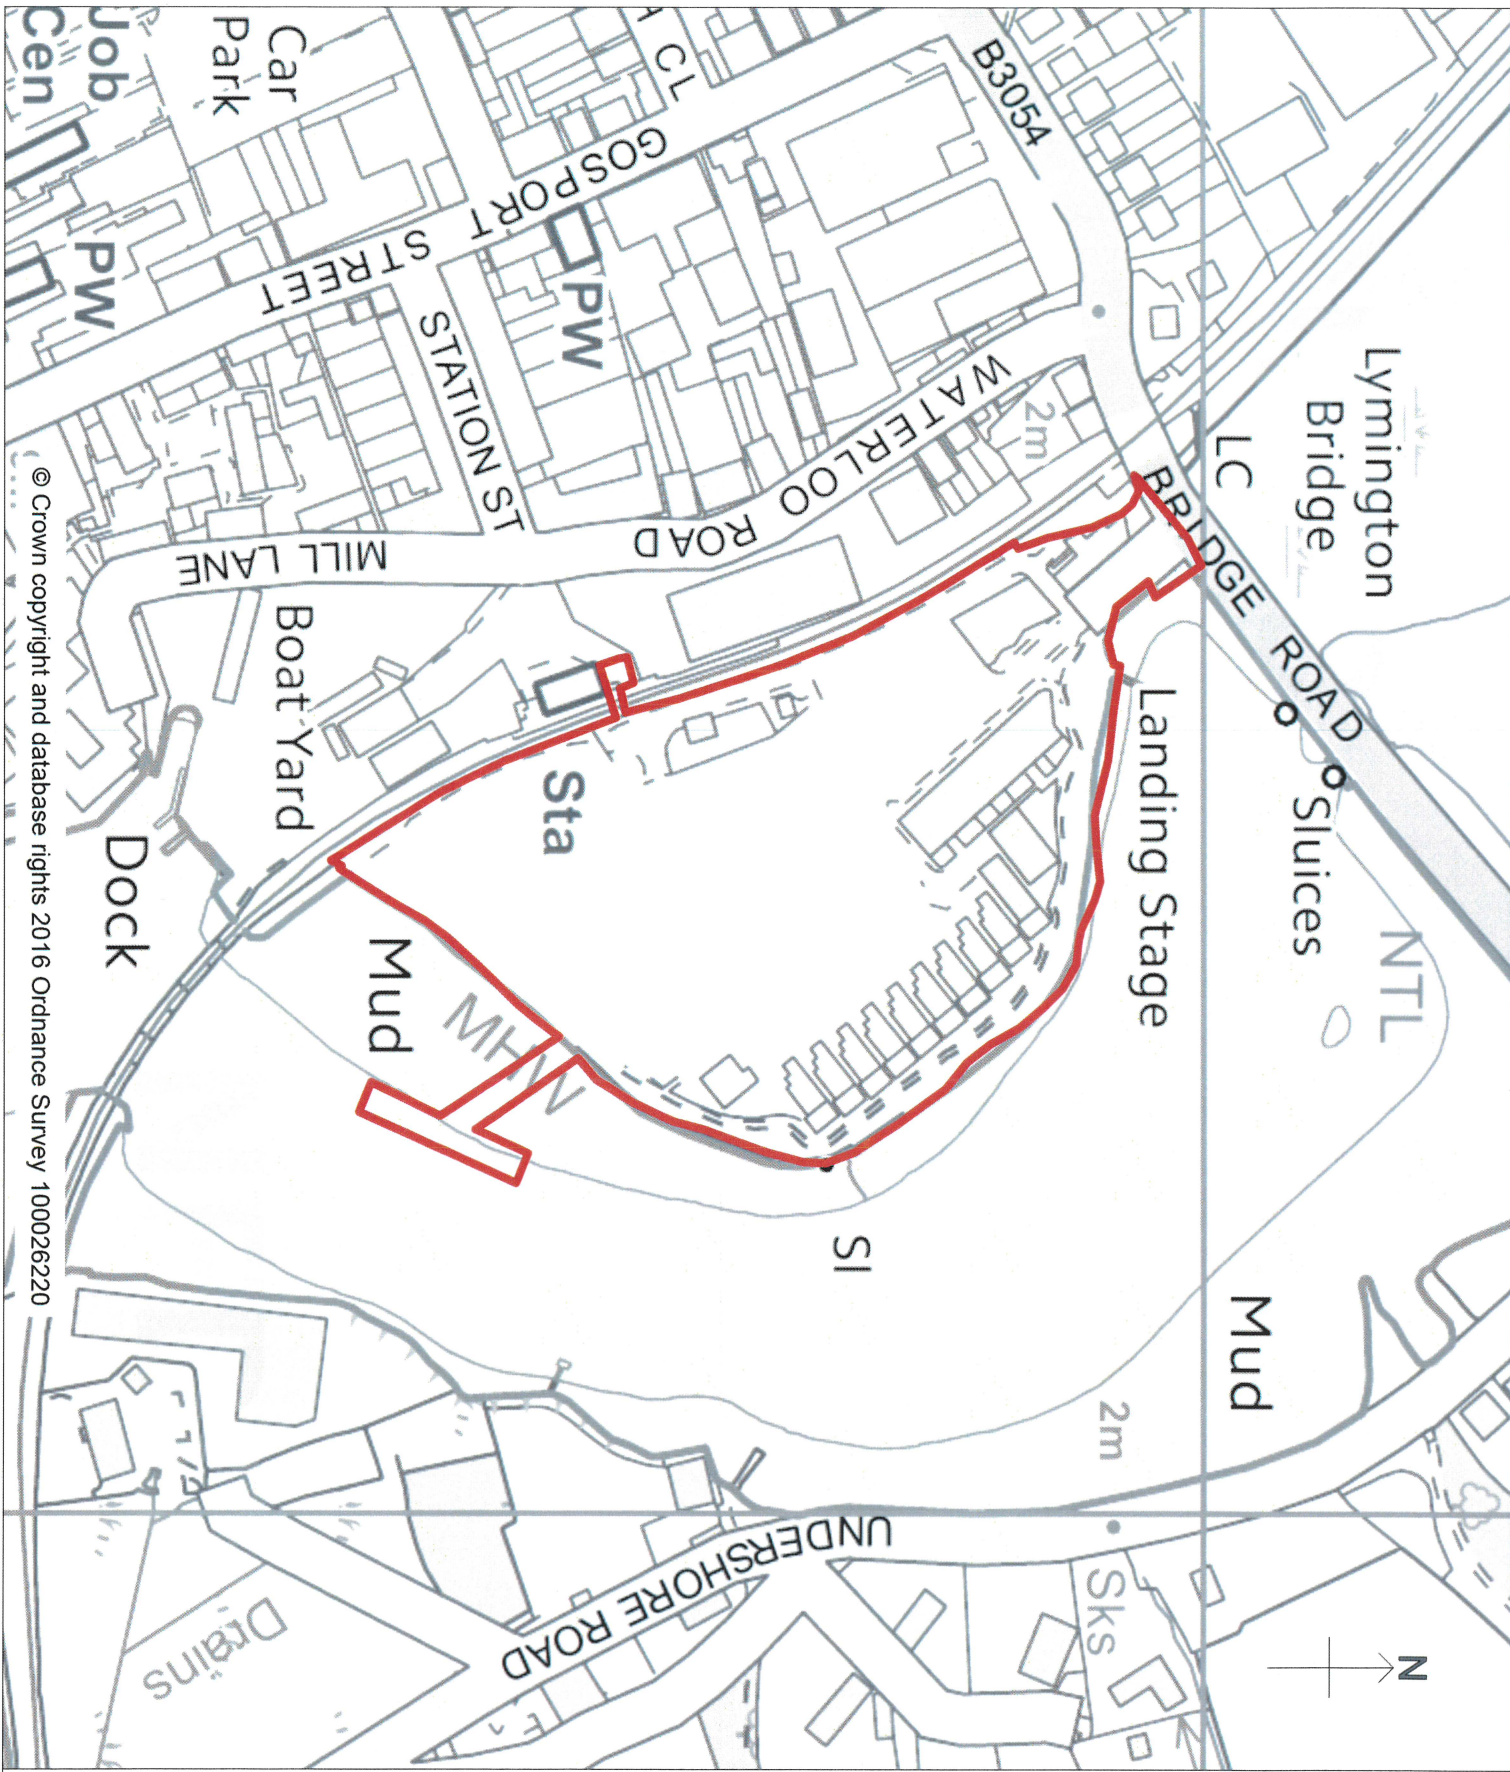 Lymington
Bridge
LC
BRIDGE ROAD
Sluices
NTL
Mud
N
B3054
2m
Landing Stage
2m
Sks
H CL
GOSPORT STREET
WATERLOO ROAD
PW
STATION ST
Sta
SI
UNDERSHORE ROAD
Car
Park
MILL LANE
Boat Yard
Mud
MHW
Drains
Job
Cen
PW
Dock
© Crown copyright and database rights 2016 Ordnance Survey 100026220